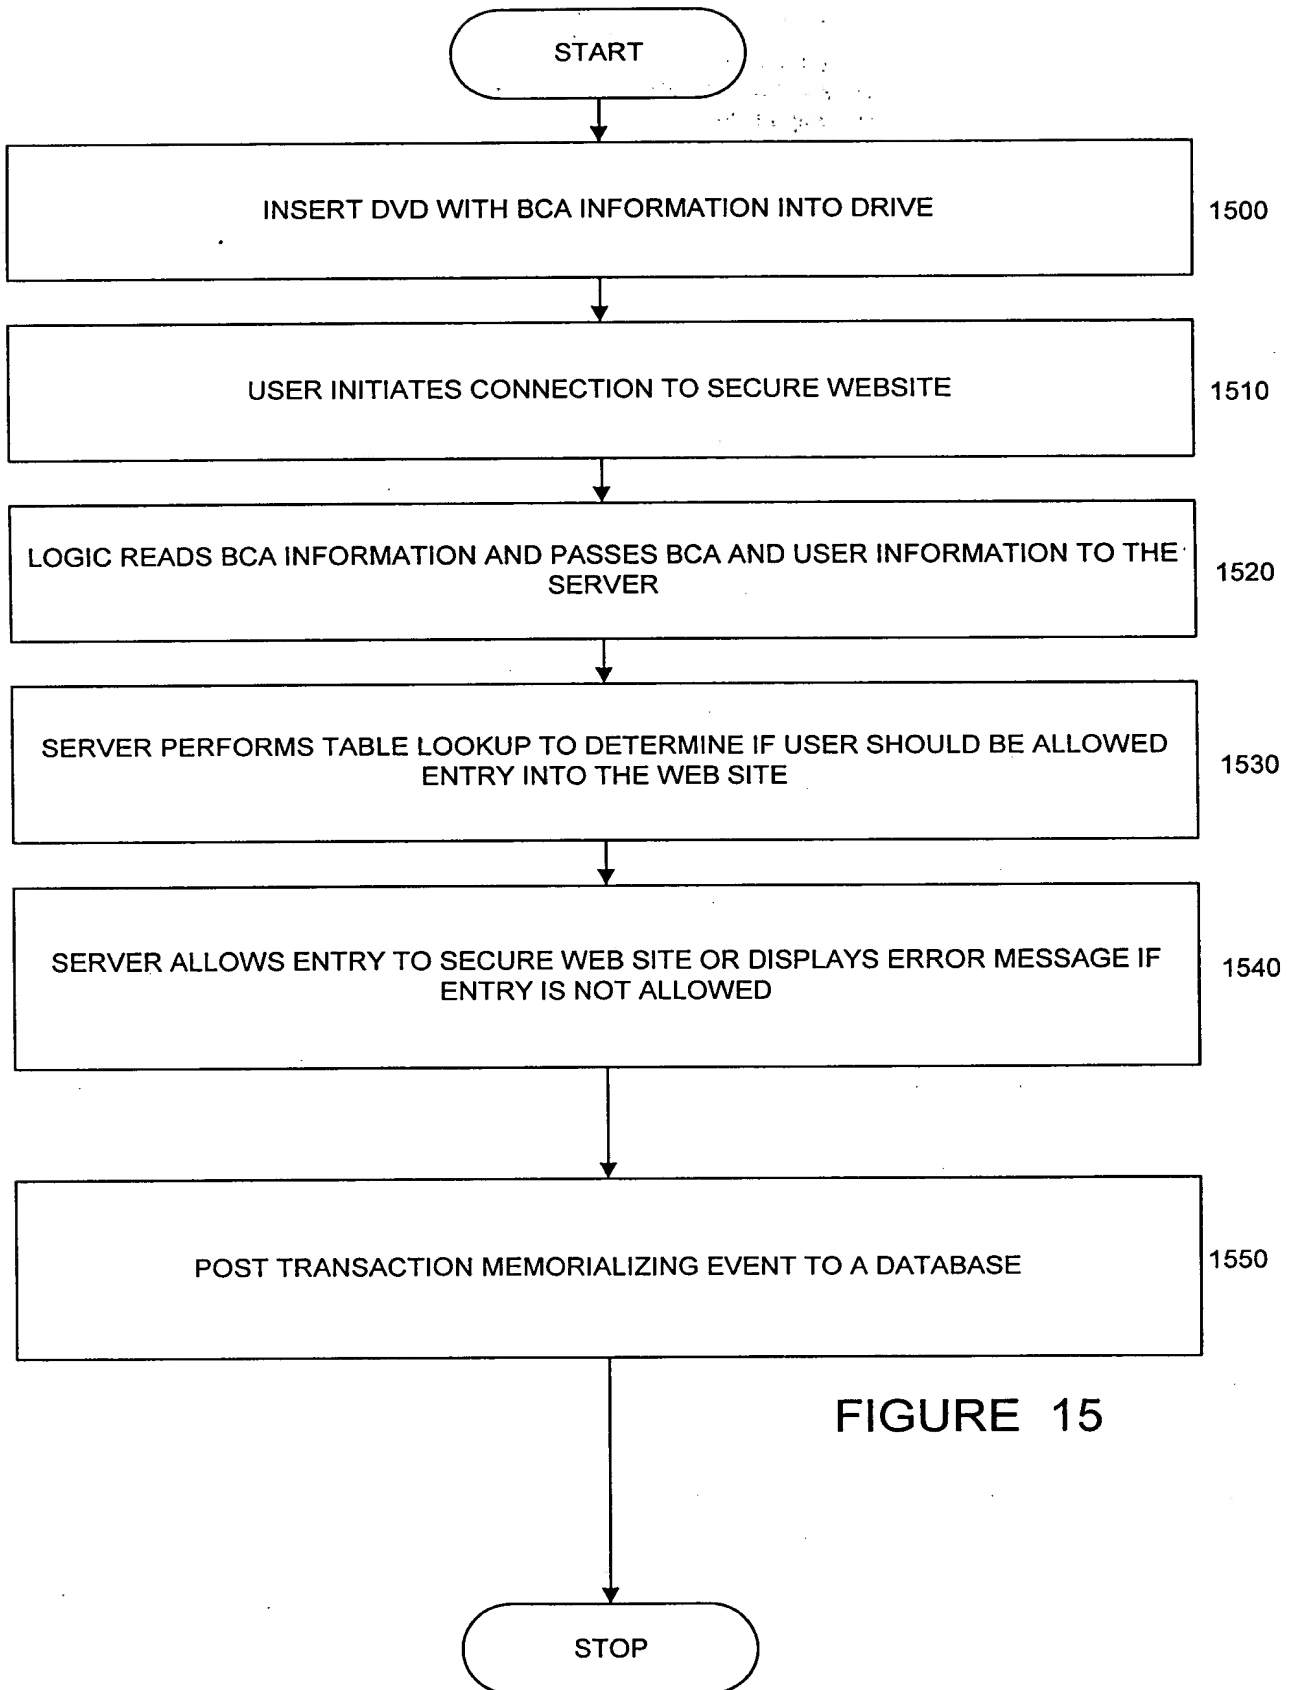 START
INSERT DVD WITH BCA INFORMATION INTO DRIVE
1500
USER INITIATES CONNECTION TO SECURE WEBSITE
1510
LOGIC READS BCA INFORMATION AND PASSES BCA AND USER INFORMATION TO THE
SERVER
1520
SERVER PERFORMS TABLE LOOKUP TO DETERMINE IF USER SHOULD BE ALLOWED
ENTRY INTO THE WEB SITE
1530
SERVER ALLOWS ENTRY TO SECURE WEB SITE OR DISPLAYS ERROR MESSAGE IF
ENTRY IS NOT ALLOWED
1540
POST TRANSACTION MEMORIALIZING EVENT TO A DATABASE
1550
FIGURE 15
STOP